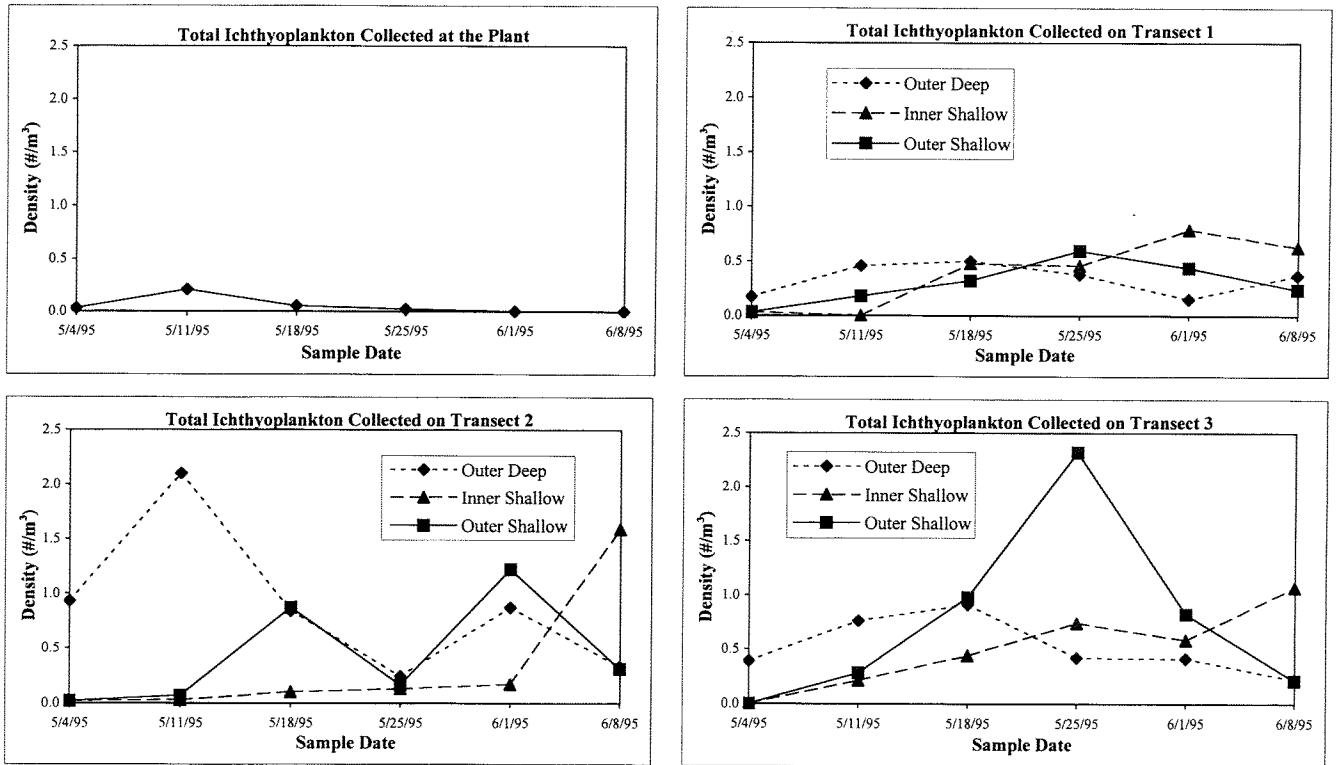 Total Ichthyoplankton Collected at the Plant
2.5
2.0
1.5
1.0
0.5
0.0
Density (#/m³)
5/4/95 5/11/95 5/18/95 5/25/95 6/1/95 6/8/95
Sample Date
Total Ichthyoplankton Collected on Transect 1
Outer Deep
Inner Shallow
Outer Shallow
2.5
2.0
1.5
1.0
0.5
0.0
Density (#/m³)
5/4/95 5/11/95 5/18/95 5/25/95 6/1/95 6/8/95
Sample Date
Total Ichthyoplankton Collected on Transect 2
Outer Deep
Inner Shallow
Outer Shallow
2.5
2.0
1.5
1.0
0.5
0.0
Density (#/m³)
5/4/95 5/11/95 5/18/95 5/25/95 6/1/95 6/8/95
Sample Date
Total Ichthyoplankton Collected on Transect 3
Outer Deep
Inner Shallow
Outer Shallow
2.5
2.0
1.5
1.0
0.5
0.0
Density (#/m³)
5/4/95 5/11/95 5/18/95 5/25/95 6/1/95 6/8/95
Sample Date